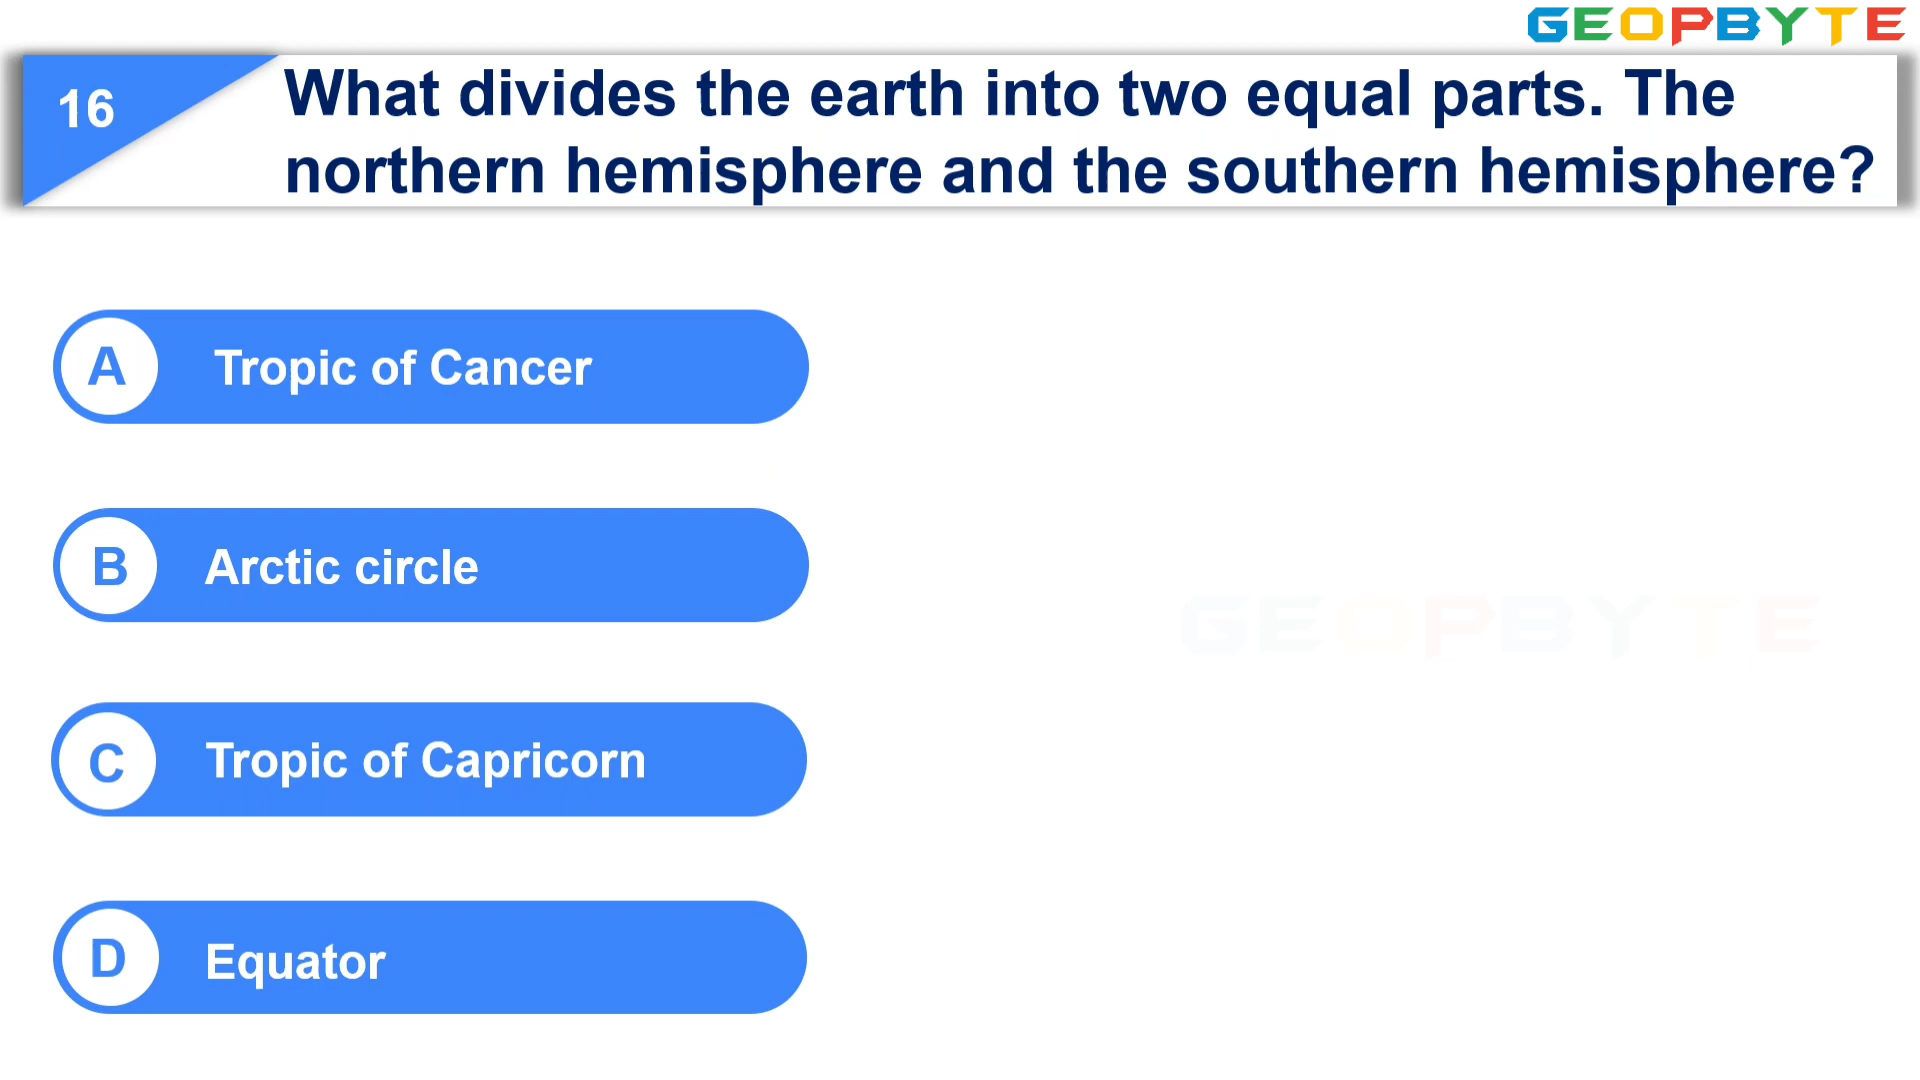 GEOPBYTE
16
What divides the earth into two equal parts. The
northern hemisphere and the southern hemisphere?
A Tropic of Cancer
B Arctic circle
GEOPBYTE
C Tropic of Capricorn
D Equator